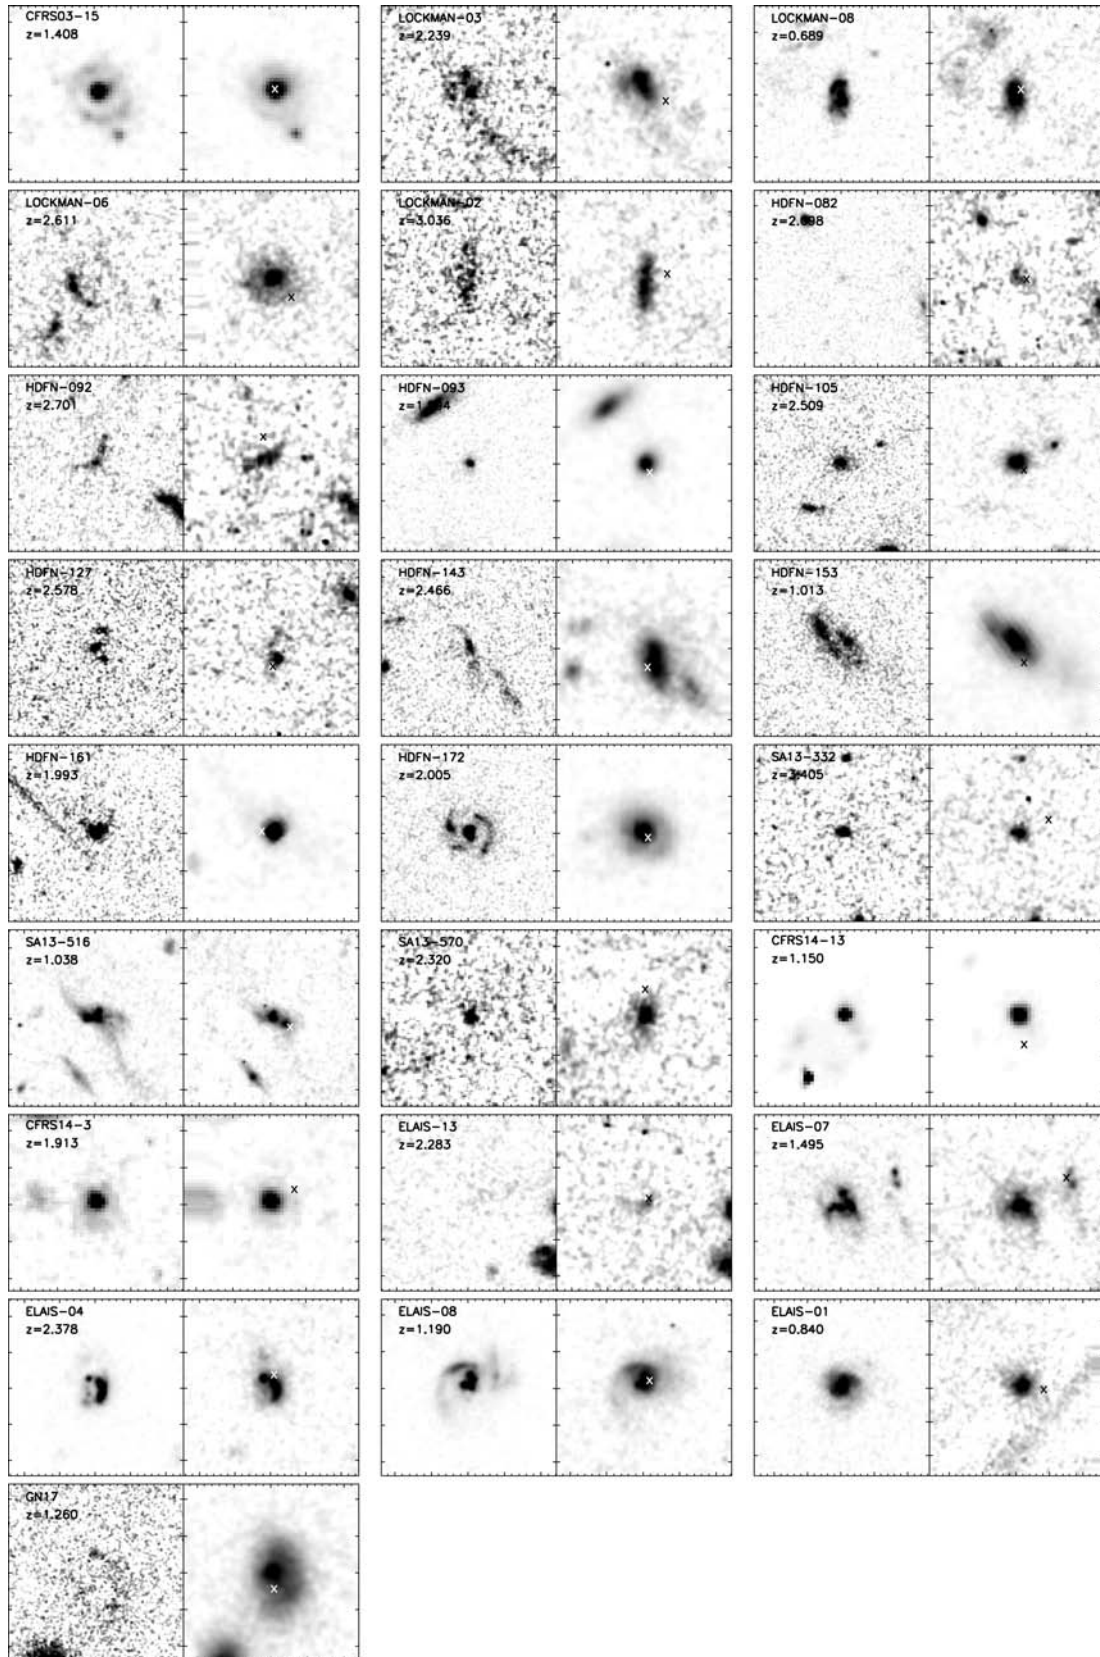 CFRS03-15
z=1.408
LOCKMAN-03
z=2.239
LOCKMAN-08
z=0.689
LOCKMAN-06
z=2.611
LOCKMAN-02
z=3.036
HDFN-082
HDFN-092
z=2.701
HDFN-093
HDFN-105
z=2.509
HDFN-127
z=2.578
HDFN-143
z=2.466
HDFN-153
z=1.013
HDFN-161
z=1.993
HDFN-172
z=2.005
SA13-332
z=3.405
SA13-516
z=1.038
SA13-570
z=2.320
CFRS14-13
z=1.150
CFRS14-3
z=1.913
ELAIS-13
z=2.283
ELAIS-07
z=1.495
ELAIS-04
z=2.378
ELAIS-08
z=1.190
ELAIS-01
z=0.840
GN17
z=1.260